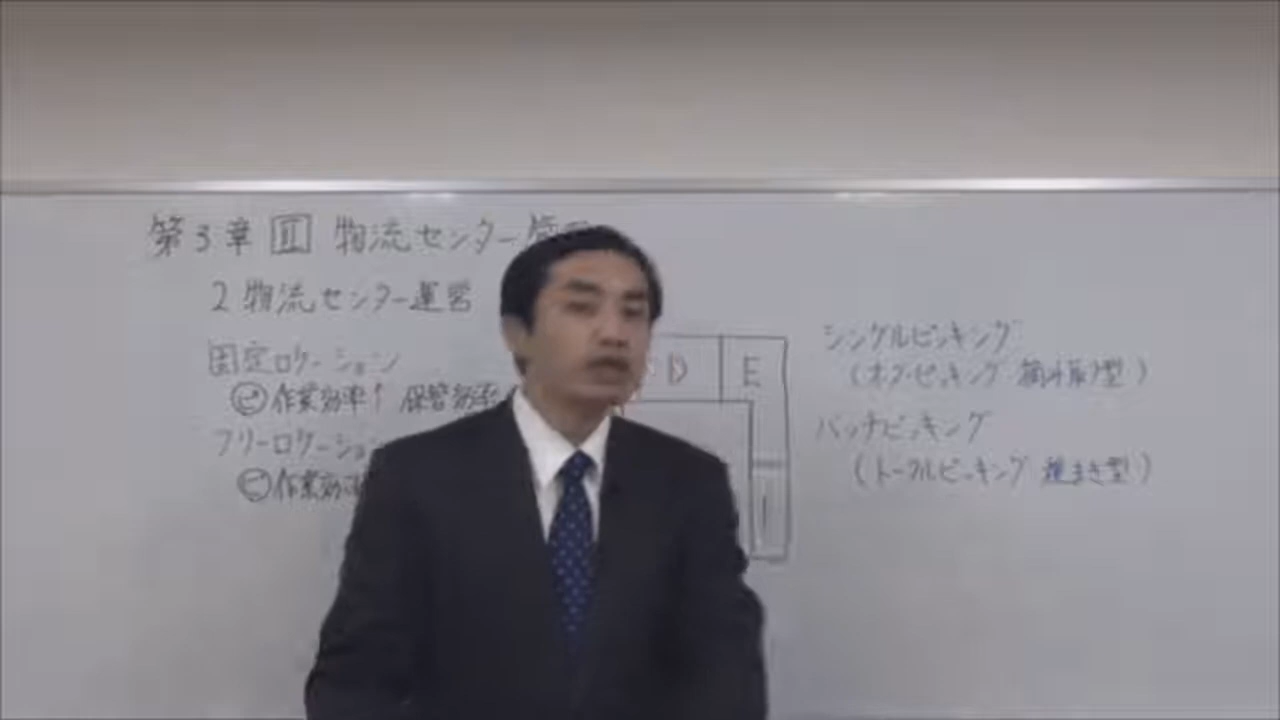 第3章 Ⅱ 物流センター
2 物流センター運営
固定ロケーション
作業効率↑ 保管効率
フリーロケーション
作業効
D E
シングルピッキング
(オーダーピッキング 摘み取り型)
バッチピッキング
(トータルピッキング 種まき型)